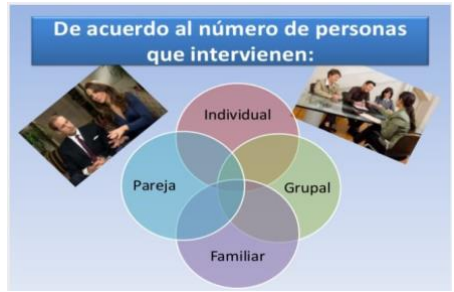 De acuerdo al número de personas
que intervienen:
Individual
Pareja
Grupal
Familiar